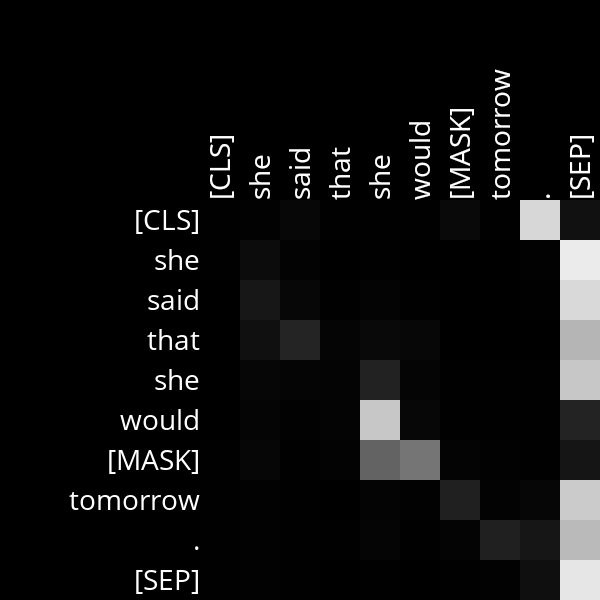 [CLS]
she
said
that
she
would
[MASK]
tomorrow
.
[SEP]
[CLS]
she
said
that
she
would
[MASK]
tomorrow
.
[SEP]